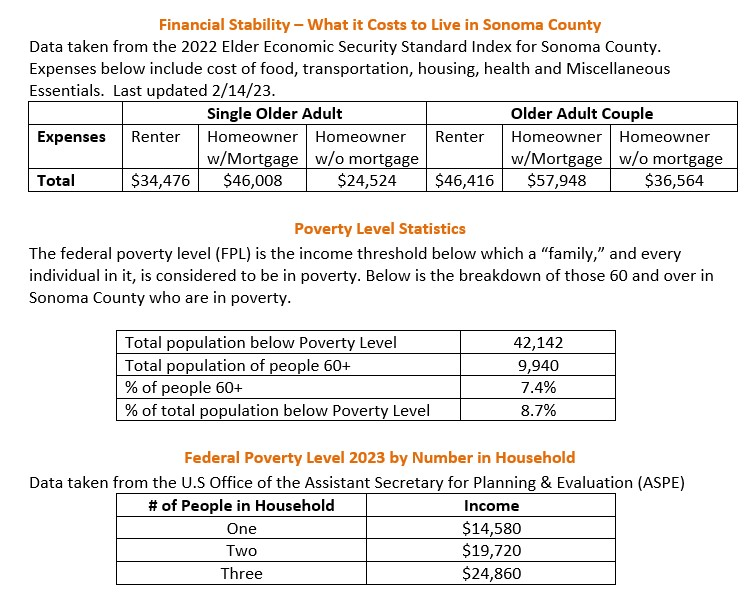 Financial Stability – What it Costs to Live in Sonoma County
Data taken from the 2022 Elder Economic Security Standard Index for Sonoma County.
Expenses below include cost of food, transportation, housing, health and Miscellaneous
Essentials.  Last updated 2/14/23.
Single Older Adult Older Adult Couple
Expenses Renter Homeowner Homeowner Renter Homeowner Homeowner
w/Mortgage w/o mortgage w/Mortgage w/o mortgage
Total $34,476 $46,008 $24,524 $46,416 $57,948 $36,564
Poverty Level Statistics
The federal poverty level (FPL) is the income threshold below which a “family,” and every
individual in it, is considered to be in poverty. Below is the breakdown of those 60 and over in
Sonoma County who are in poverty.
Total population below Poverty Level 42,142
Total population of people 60+ 9,940
% of people 60+ 7.4%
% of total population below Poverty Level 8.7%
Federal Poverty Level 2023 by Number in Household
Data taken from the U.S Office of the Assistant Secretary for Planning & Evaluation (ASPE)
# of People in Household Income
One $14,580
Two $19,720
Three $24,860